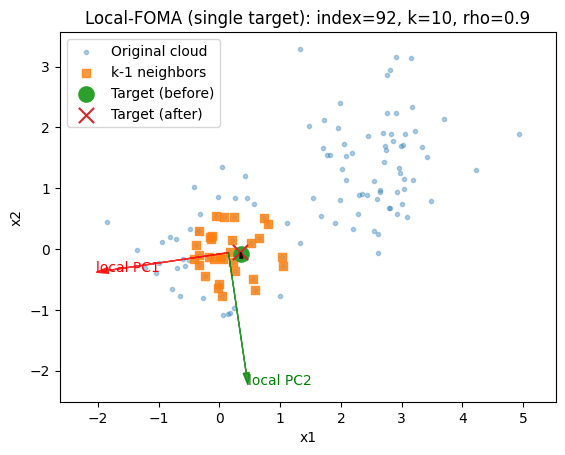 Local-FOMA (single target): index=92, k=10, rho=0.9
Original cloud
k-1 neighbors
Target (before)
Target (after)
local PC1
local PC2
x2
3
2
1
0
−1
−2
−2
−1
0
1
2
3
4
5
x1